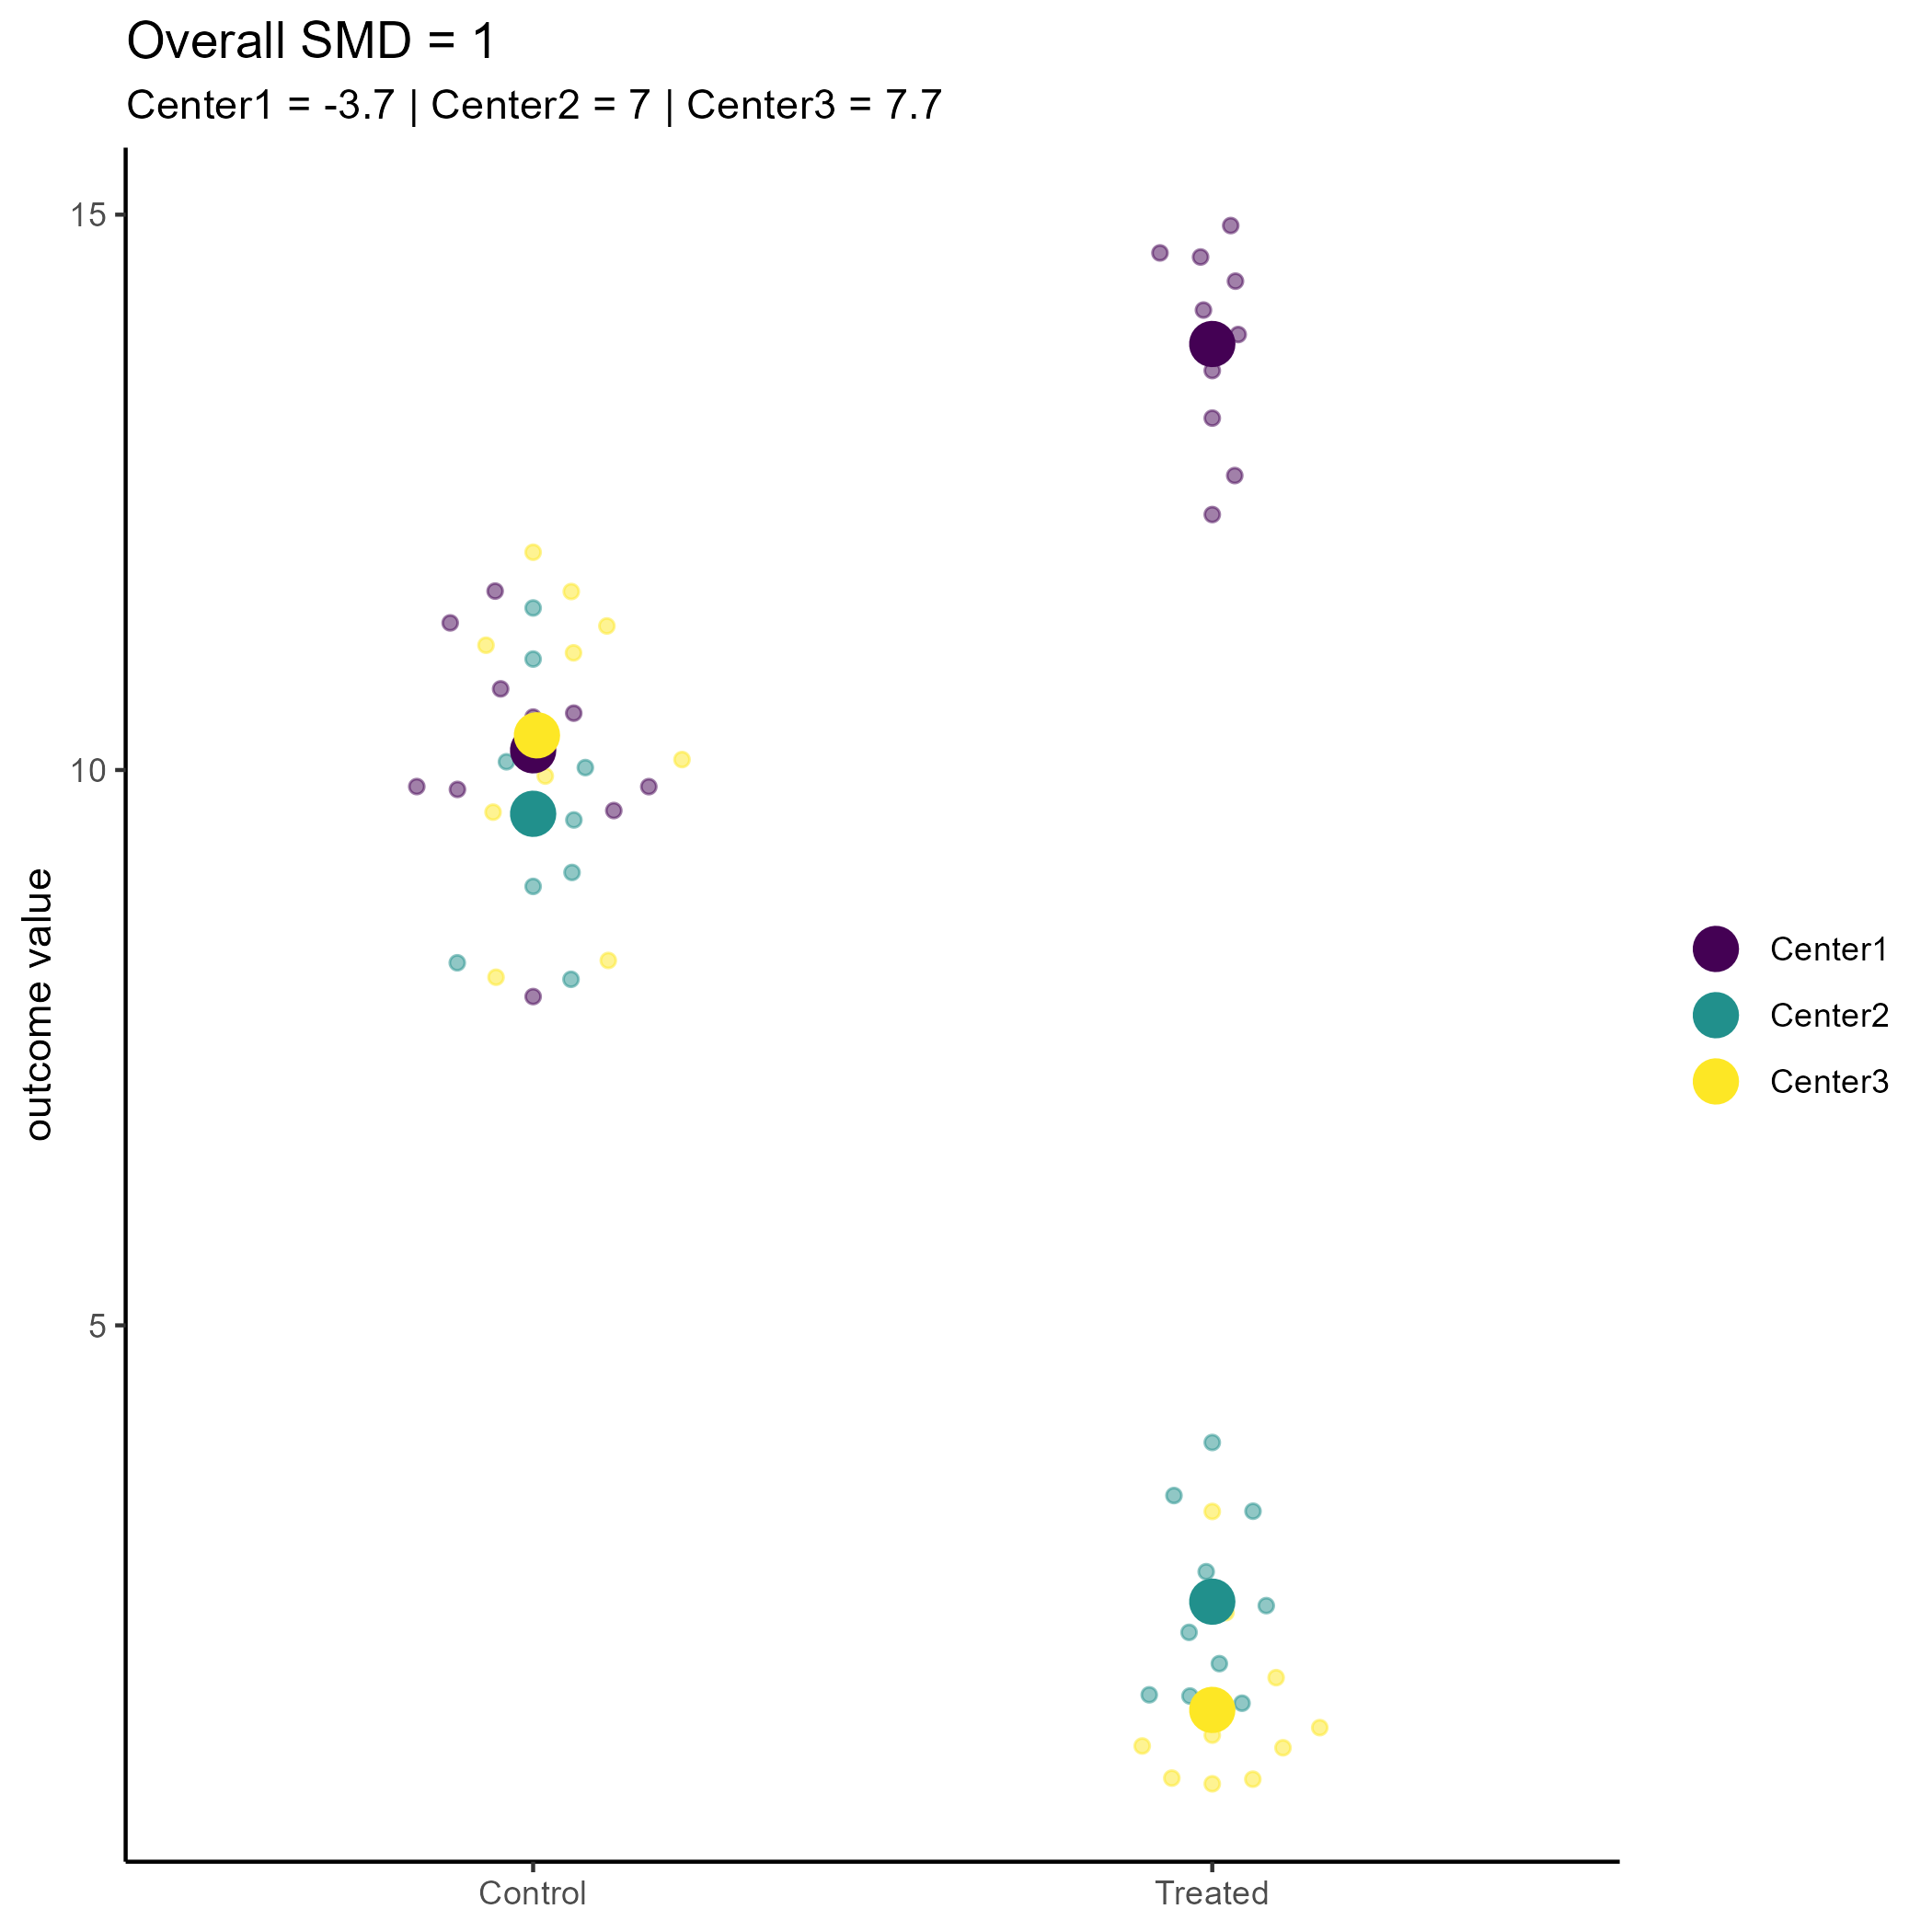 Overall SMD = 1
Center1 = -3.7 | Center2 = 7 | Center3 = 7.7
15
10
5
outcome value
Control
Treated
Center1
Center2
Center3